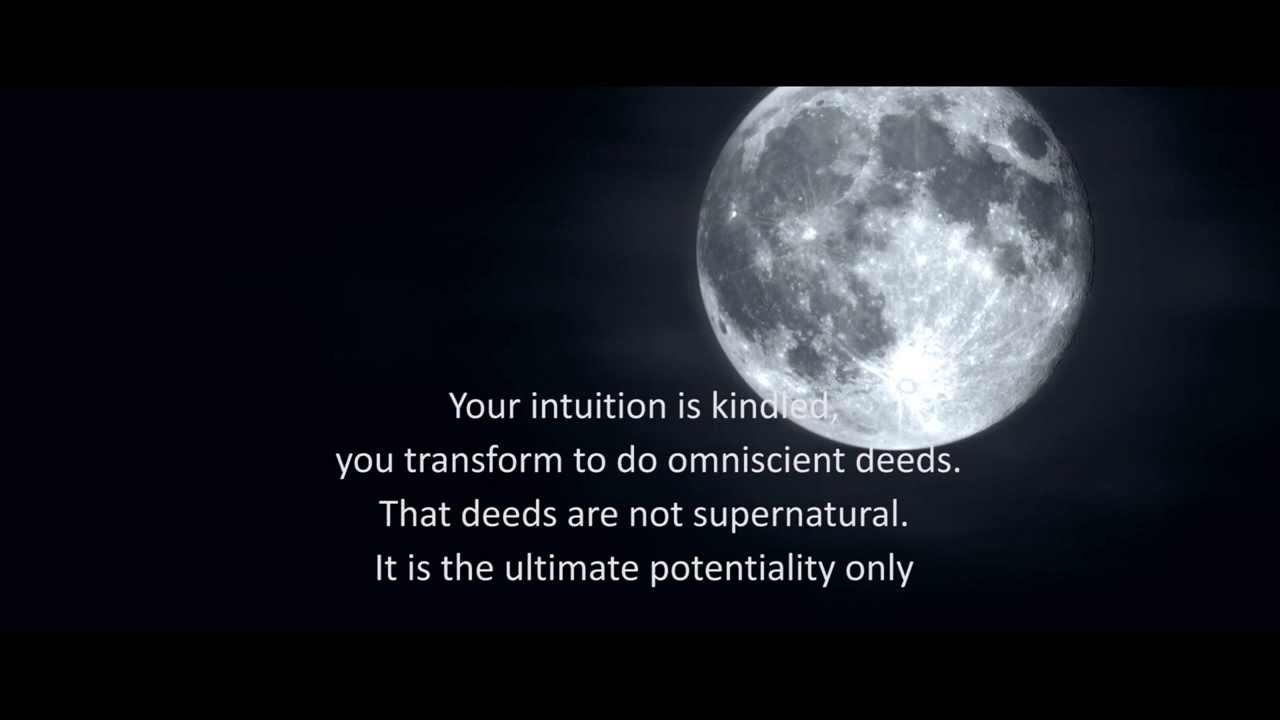 Your intuition is kindled,
you transform to do omniscient deeds.
That deeds are not supernatural.
It is the ultimate potentiality only